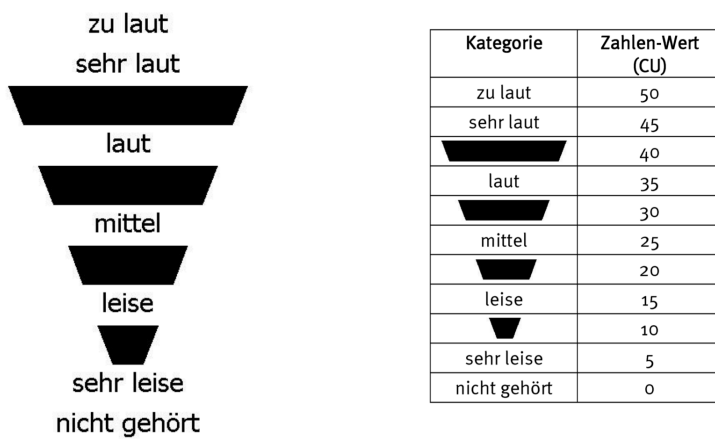 zu laut
sehr laut
laut
mittel
leise
sehr leise
nicht gehört
Kategorie Zahlen-Wert
(CU)
zu laut 50
sehr laut 45
40
laut 35
30
mittel 25
20
leise 15
10
sehr leise 5
nicht gehört 0